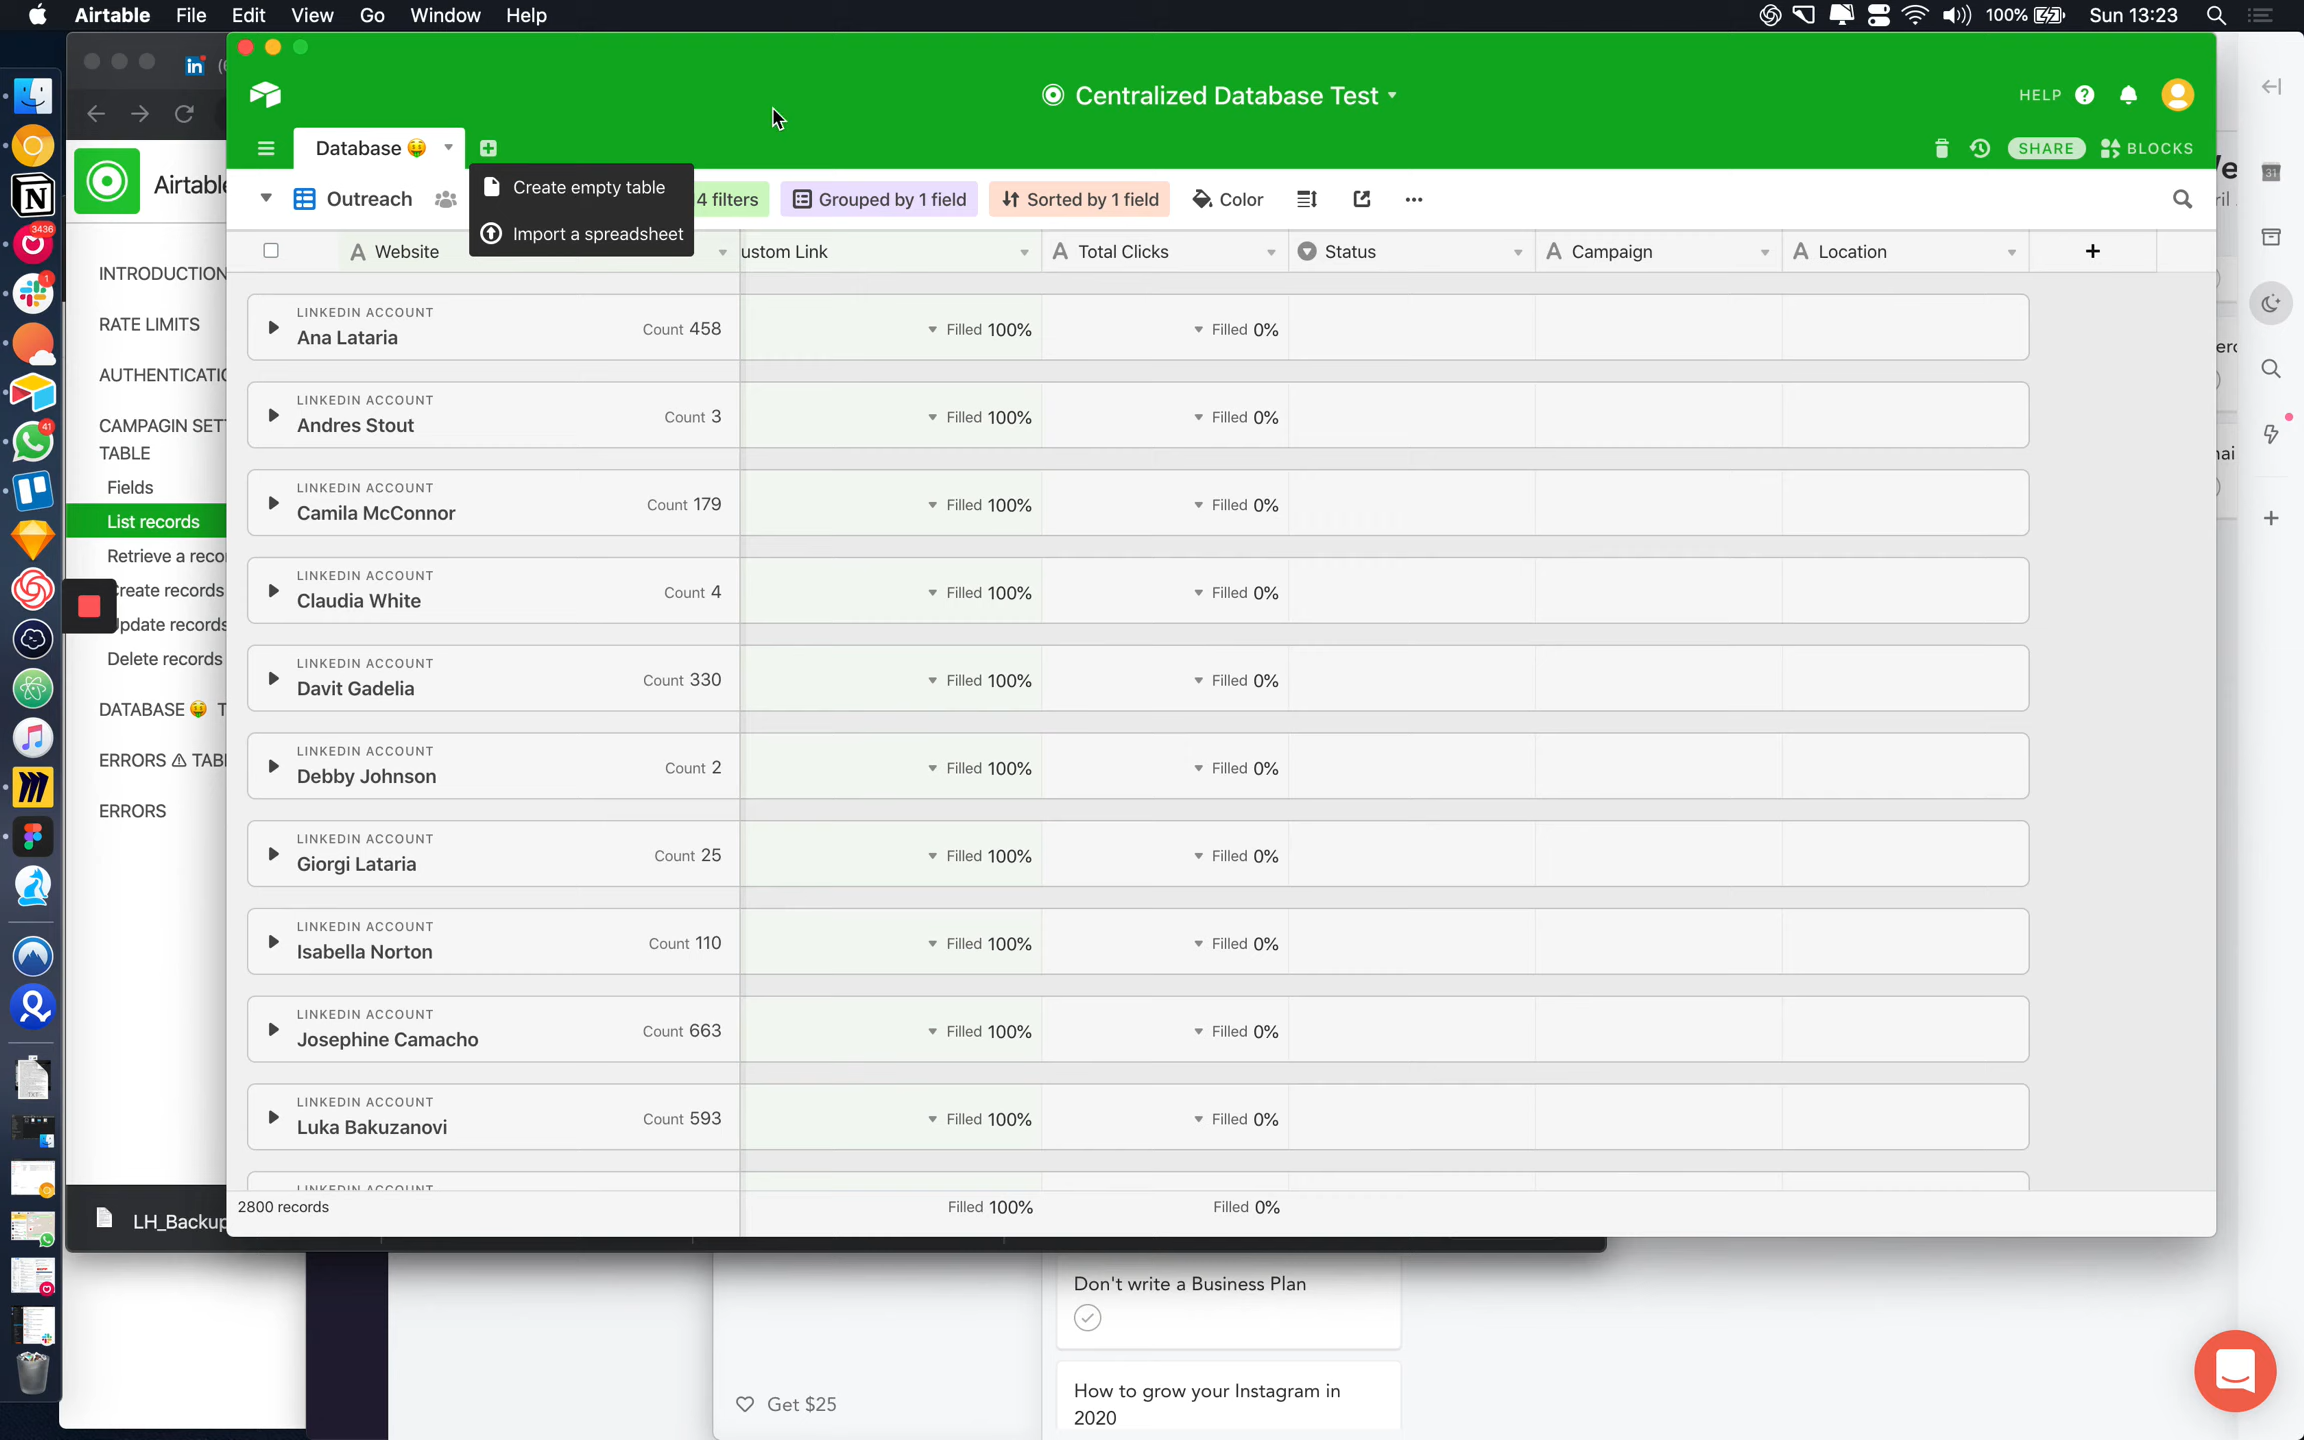 Airtable File Edit View Go Window Help
100% Sun 13:23
Centralized Database Test
HELP
Database 🤑
SHARE BLOCKS
Airtable
Outreach
Create empty table
Import a spreadsheet
4 filters
Grouped by 1 field
Sorted by 1 field
Color
Website
ustom Link
Total Clicks
Status
Campaign
Location
INTRODUCTION
RATE LIMITS
AUTHENTICATIO
CAMPAGIN SET
TABLE
Fields
List records
Retrieve a reco
reate records
pdate records
Delete records
DATABASE 🤑 T
ERRORS ⚠ TAB
ERRORS
3436
1
41
31
LINKEDIN ACCOUNT
Ana Lataria Count 458 Filled 100% Filled 0%
LINKEDIN ACCOUNT
Andres Stout Count 3 Filled 100% Filled 0%
LINKEDIN ACCOUNT
Camila McConnor Count 179 Filled 100% Filled 0%
LINKEDIN ACCOUNT
Claudia White Count 4 Filled 100% Filled 0%
LINKEDIN ACCOUNT
Davit Gadelia Count 330 Filled 100% Filled 0%
LINKEDIN ACCOUNT
Debby Johnson Count 2 Filled 100% Filled 0%
LINKEDIN ACCOUNT
Giorgi Lataria Count 25 Filled 100% Filled 0%
LINKEDIN ACCOUNT
Isabella Norton Count 110 Filled 100% Filled 0%
LINKEDIN ACCOUNT
Josephine Camacho Count 663 Filled 100% Filled 0%
LINKEDIN ACCOUNT
Luka Bakuzanovi Count 593 Filled 100% Filled 0%
LINKEDIN ACCOUNT
2800 records Filled 100% Filled 0%
LH_Backup
Don't write a Business Plan
How to grow your Instagram in
2020
Get $25